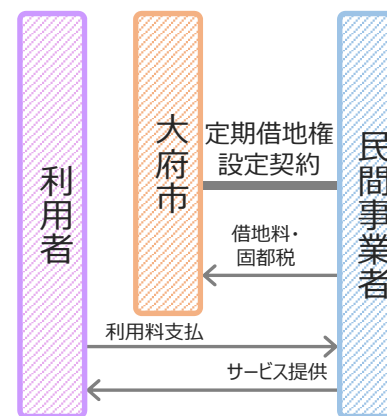 利用者
大府市
定期借地権
設定契約
民間事業者
借地料・
固都税
利用料支払
サービス提供